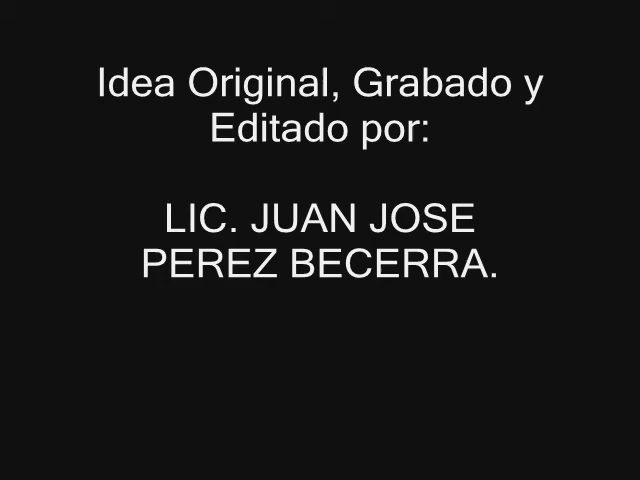 Idea Original, Grabado y
Editado por:
LIC. JUAN JOSE
PEREZ BECERRA.